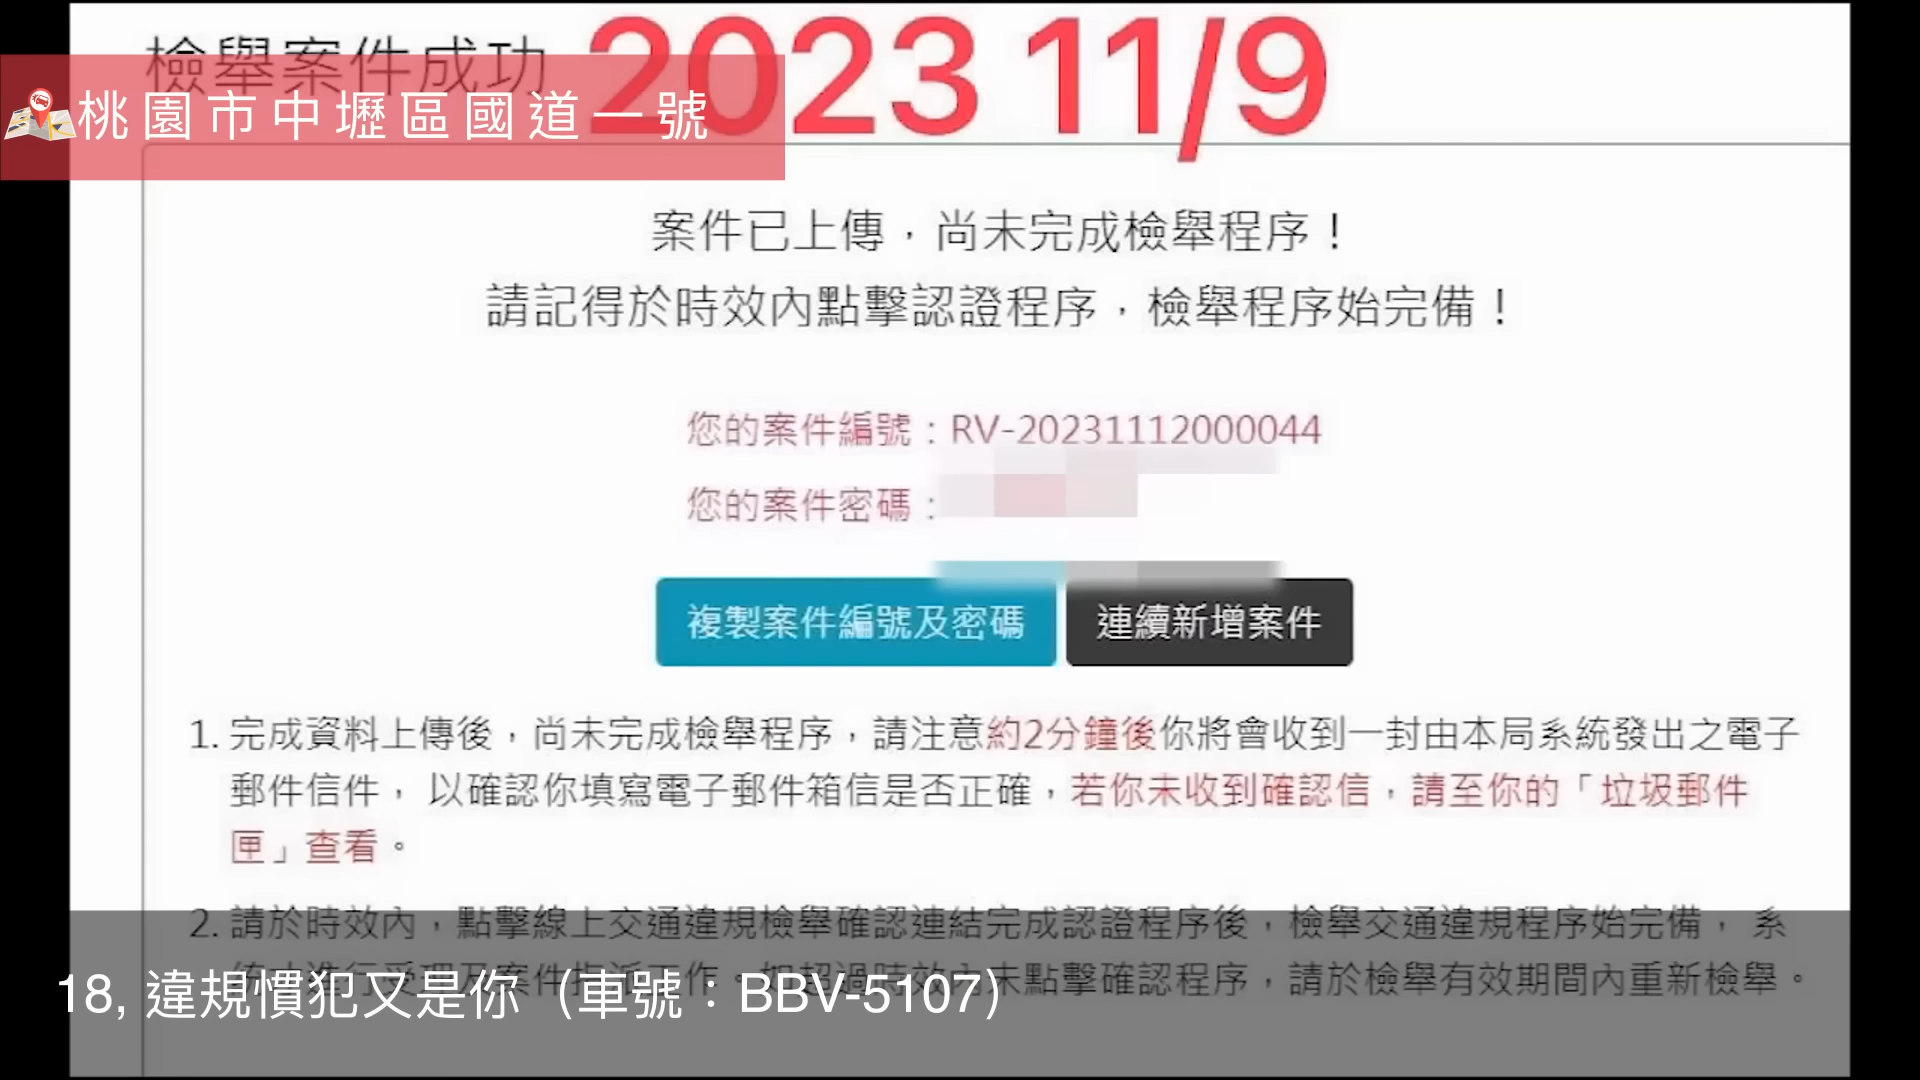 檢舉案件成功 2023 11/9
桃園市中壢區國道一號
案件已上傳，尚未完成檢舉程序！
請記得於時效內點擊認證程序，檢舉程序始完備！
您的案件編號：RV-20231112000044
您的案件密碼：
複製案件編號及密碼 連續新增案件
1. 完成資料上傳後，尚未完成檢舉程序，請注意約2分鐘後你將會收到一封由本局系統發出之電子
郵件信件， 以確認你填寫電子郵件箱信是否正確，若你未收到確認信，請至你的「垃圾郵件
匣」查看。
2. 請於時效內，點擊線上交通違規檢舉確認連結完成認證程序後，檢舉交通違規程序始完備， 系
未點擊確認程序，請於檢舉有效期間內重新檢舉。
18, 違規慣犯又是你（車號：BBV-5107）